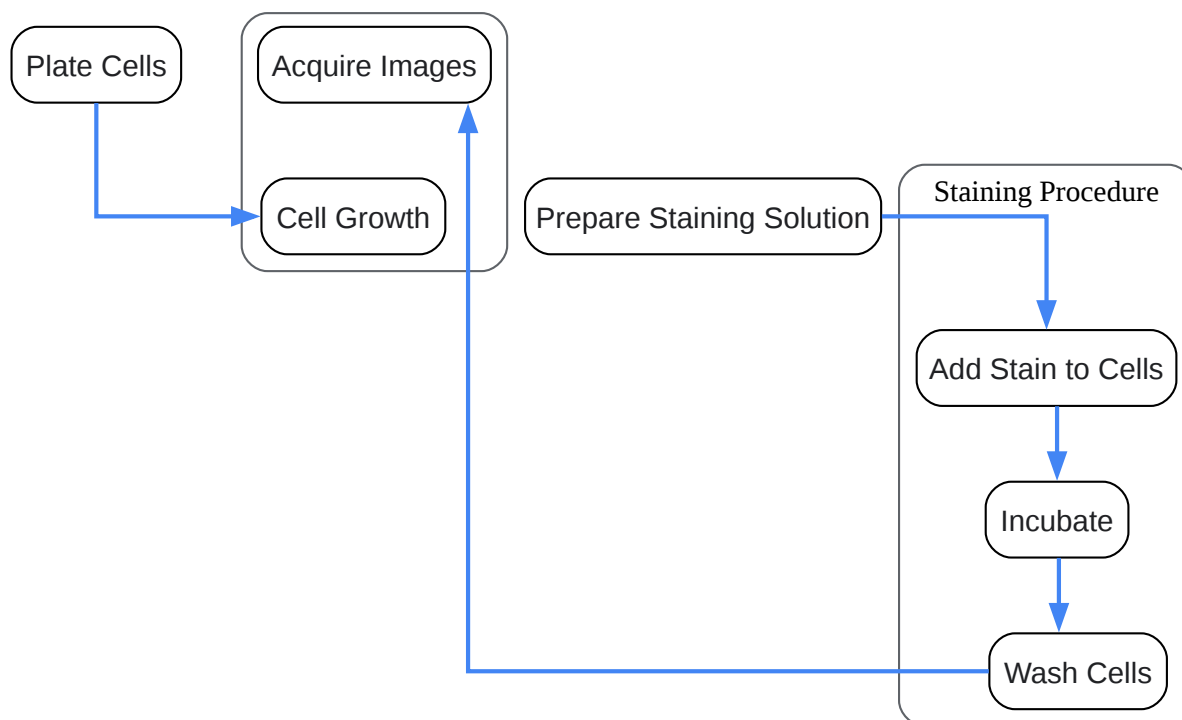 Plate Cells
Acquire Images
Cell Growth
Prepare Staining Solution
Staining Procedure
Add Stain to Cells
Incubate
Wash Cells